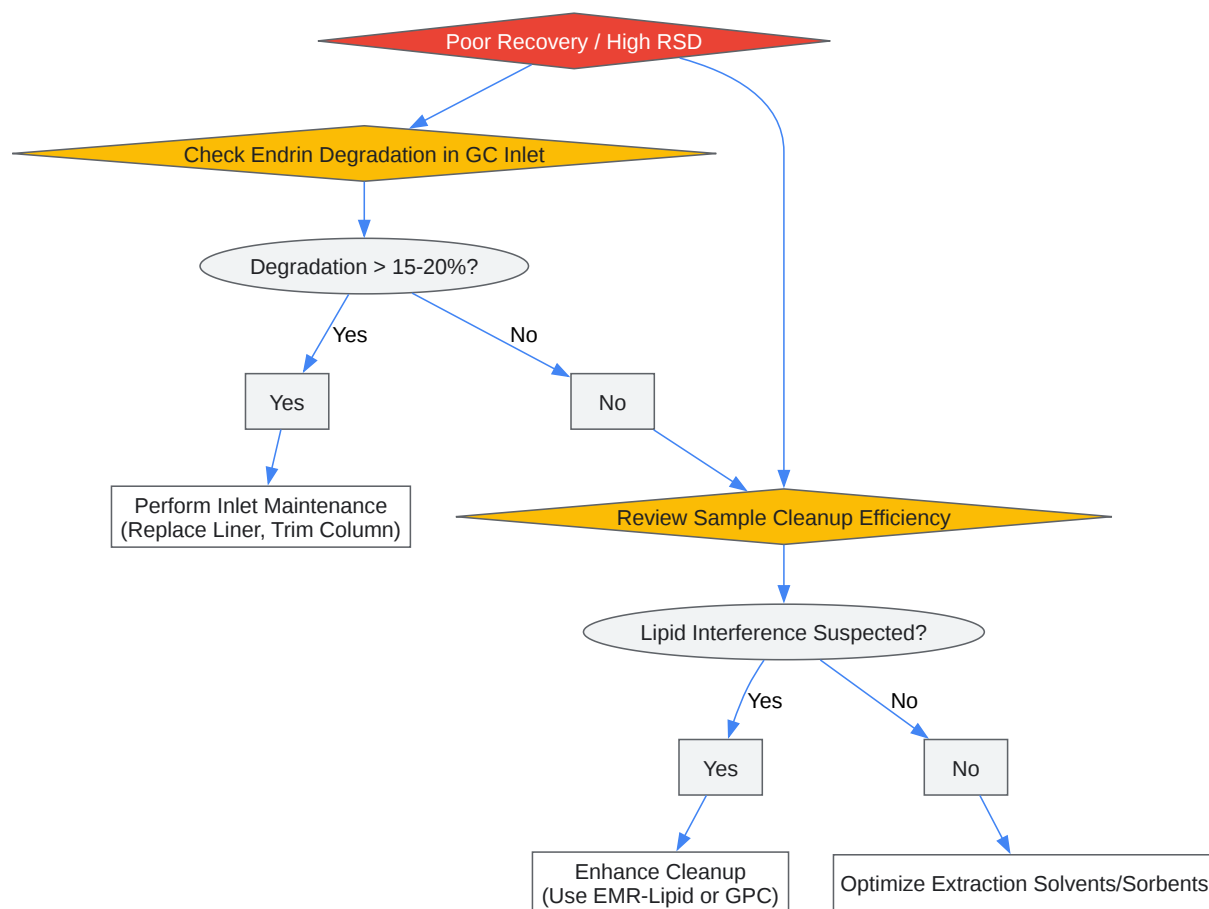 Poor Recovery / High RSD
Check Endrin Degradation in GC Inlet
Degradation > 15-20%?
Yes
No
Yes
No
Perform Inlet Maintenance
(Replace Liner, Trim Column)
Review Sample Cleanup Efficiency
Lipid Interference Suspected?
Yes
No
Yes
No
Enhance Cleanup
(Use EMR-Lipid or GPC)
Optimize Extraction Solvents/Sorbents